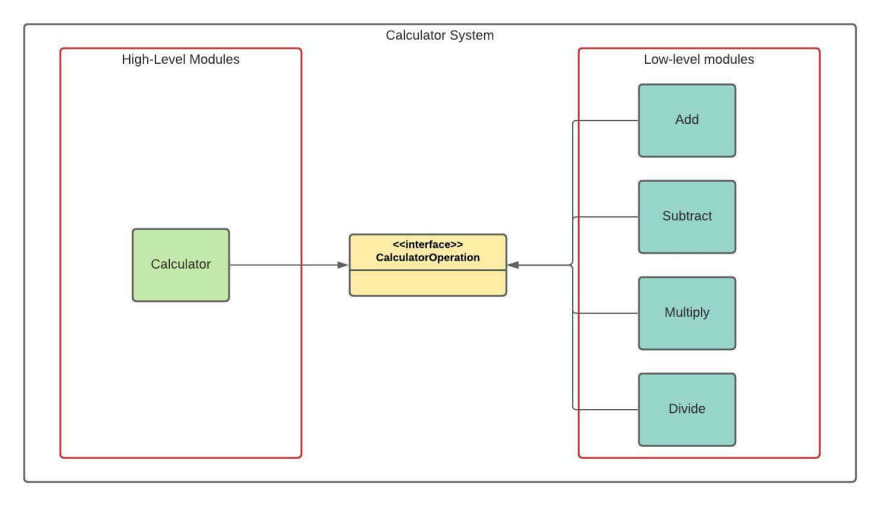 Calculator System
High-Level Modules
Low-level modules
Add
Subtract
Calculator
<<interface>>
CalculatorOperation
Multiply
Divide